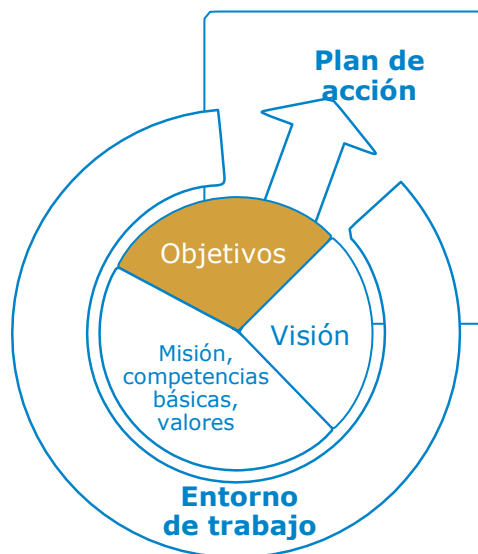 Plan de
acción
Objetivos
Visión
Misión,
competencias
básicas,
valores
Entorno
de trabajo